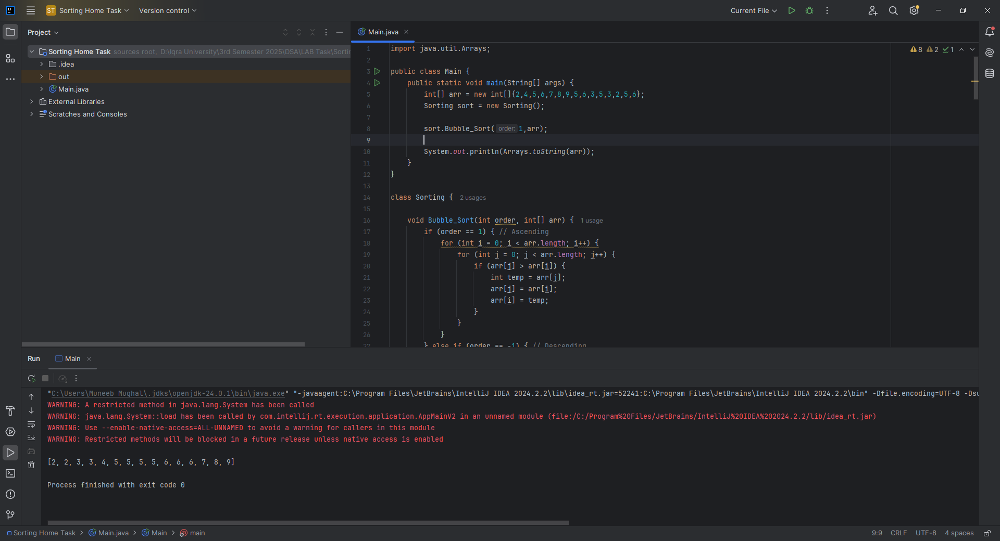 ST Sorting Home Task Version control Current File
Project
Sorting Home Task sources root, D:\Iqra University\3rd Semester 2025\DSA\LAB Task\Sortin
.idea
out
Main.java
External Libraries
Scratches and Consoles
Main.java
8 2 1
1 import java.util.Arrays;
2
3 public class Main {
4 public static void main(String[] args) {
5 int[] arr = new int[]{2,4,5,6,7,8,9,5,6,3,5,3,2,5,6};
6 Sorting sort = new Sorting();
7
8 sort.Bubble_Sort( order: 1,arr);
9
10 System.out.println(Arrays.toString(arr));
11 }
12 }
13
14 class Sorting { 2 usages
15
16 void Bubble_Sort(int order, int[] arr) { 1 usage
17 if (order == 1) { // Ascending
18 for (int i = 0; i < arr.length; i++) {
19 for (int j = 0; j < arr.length; j++) {
20 if (arr[j] > arr[i]) {
21 int temp = arr[j];
22 arr[j] = arr[i];
23 arr[i] = temp;
24 }
25 }
26 }
27 } else if (order == -1) { // Descending
Run Main
"C:\Users\Muneeb Mughal\.jdks\openjdk-24.0.1\bin\java.exe" "-javaagent:C:\Program Files\JetBrains\IntelliJ IDEA 2024.2.2\lib\idea_rt.jar=52241:C:\Program Files\JetBrains\IntelliJ IDEA 2024.2.2\bin" -Dfile.encoding=UTF-8 -Dsu
WARNING: A restricted method in java.lang.System has been called
WARNING: java.lang.System::load has been called by com.intellij.rt.execution.application.AppMainV2 in an unnamed module (file:/C:/Program%20Files/JetBrains/IntelliJ%20IDEA%202024.2.2/lib/idea_rt.jar)
WARNING: Use --enable-native-access=ALL-UNNAMED to avoid a warning for callers in this module
WARNING: Restricted methods will be blocked in a future release unless native access is enabled
[2, 2, 3, 3, 4, 5, 5, 5, 5, 6, 6, 6, 7, 8, 9]
Process finished with exit code 0
Sorting Home Task > Main.java > Main > main 9:9 CRLF UTF-8 4 spaces